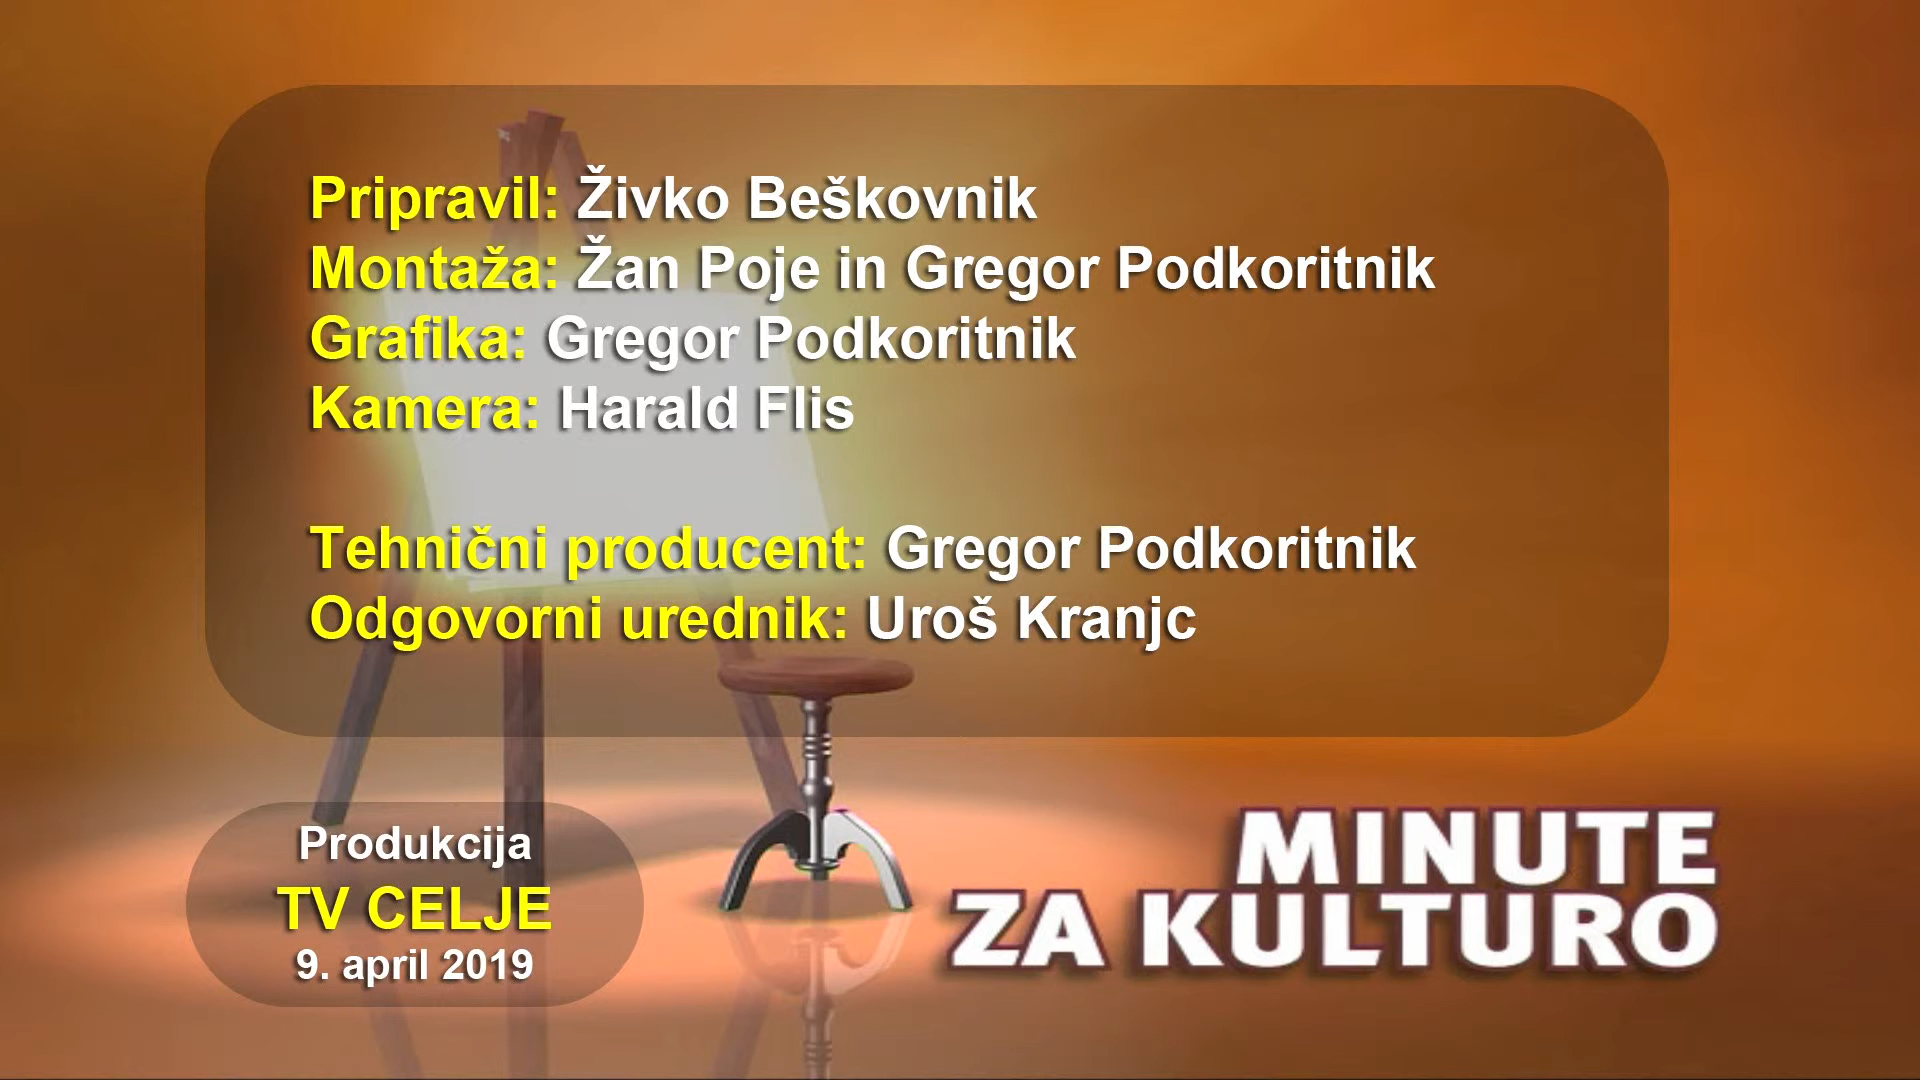 Pripravil: Živko Beškovnik
Montaža: Žan Poje in Gregor Podkoritnik
Grafika: Gregor Podkoritnik
Kamera: Harald Flis
Tehnični producent: Gregor Podkoritnik
Odgovorni urednik: Uroš Kranjc
Produkcija
TV CELJE
9. april 2019
MINUTE
ZA KULTURO